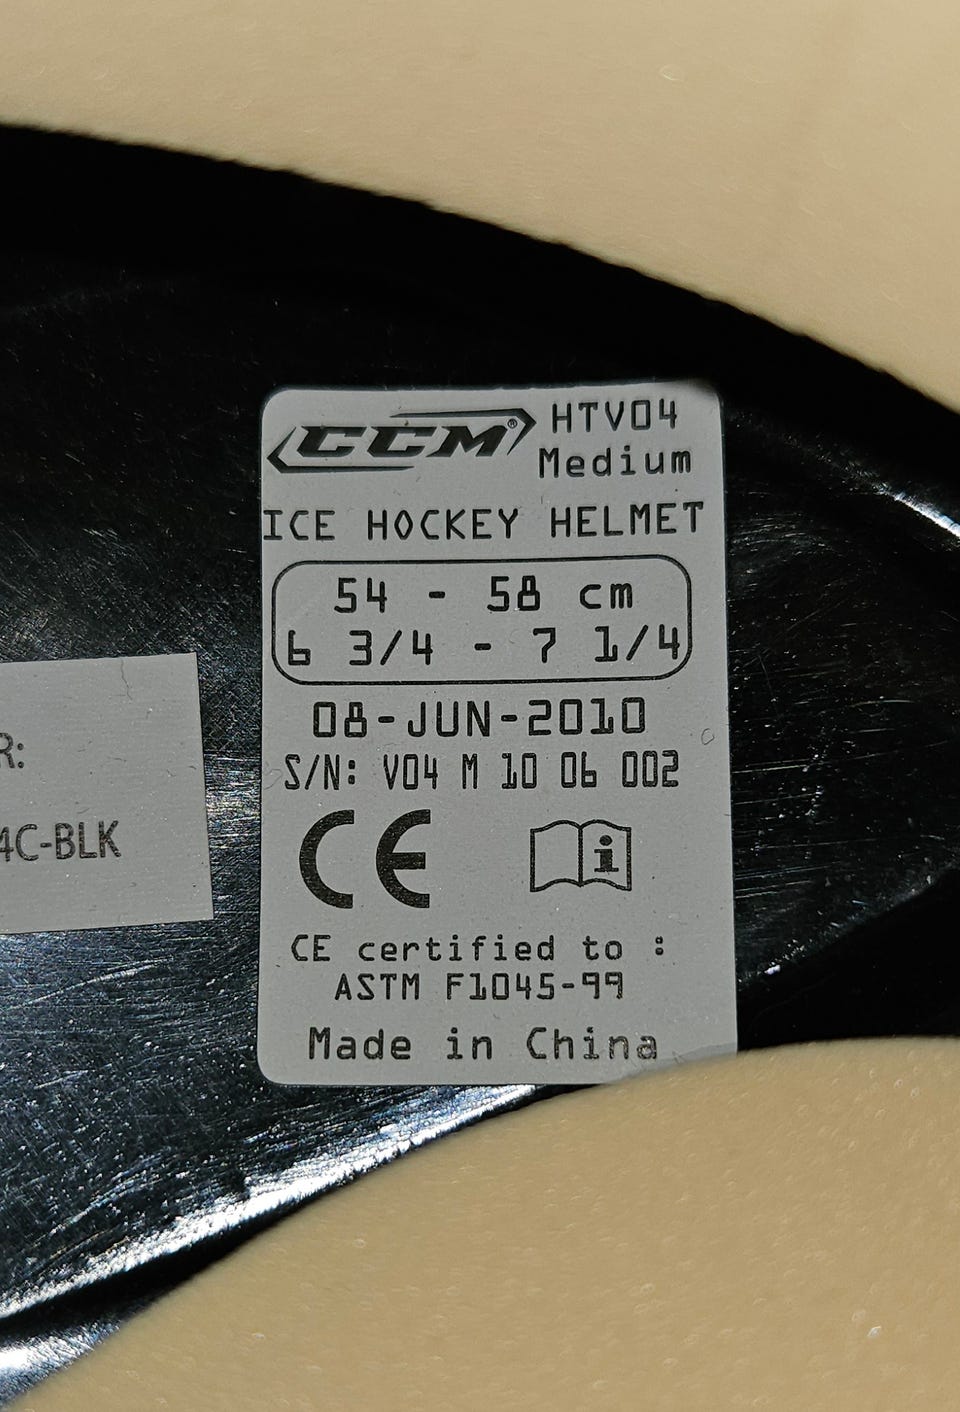 CCM®
HTV04
Medium
ICE HOCKEY HELMET
54 - 58 cm
6 3/4 - 7 1/4
08-JUN-2010
S/N: V04 M 10 06 002
CE
i
CE certified to :
ASTM F1045-99
Made in China
R:
4C-BLK